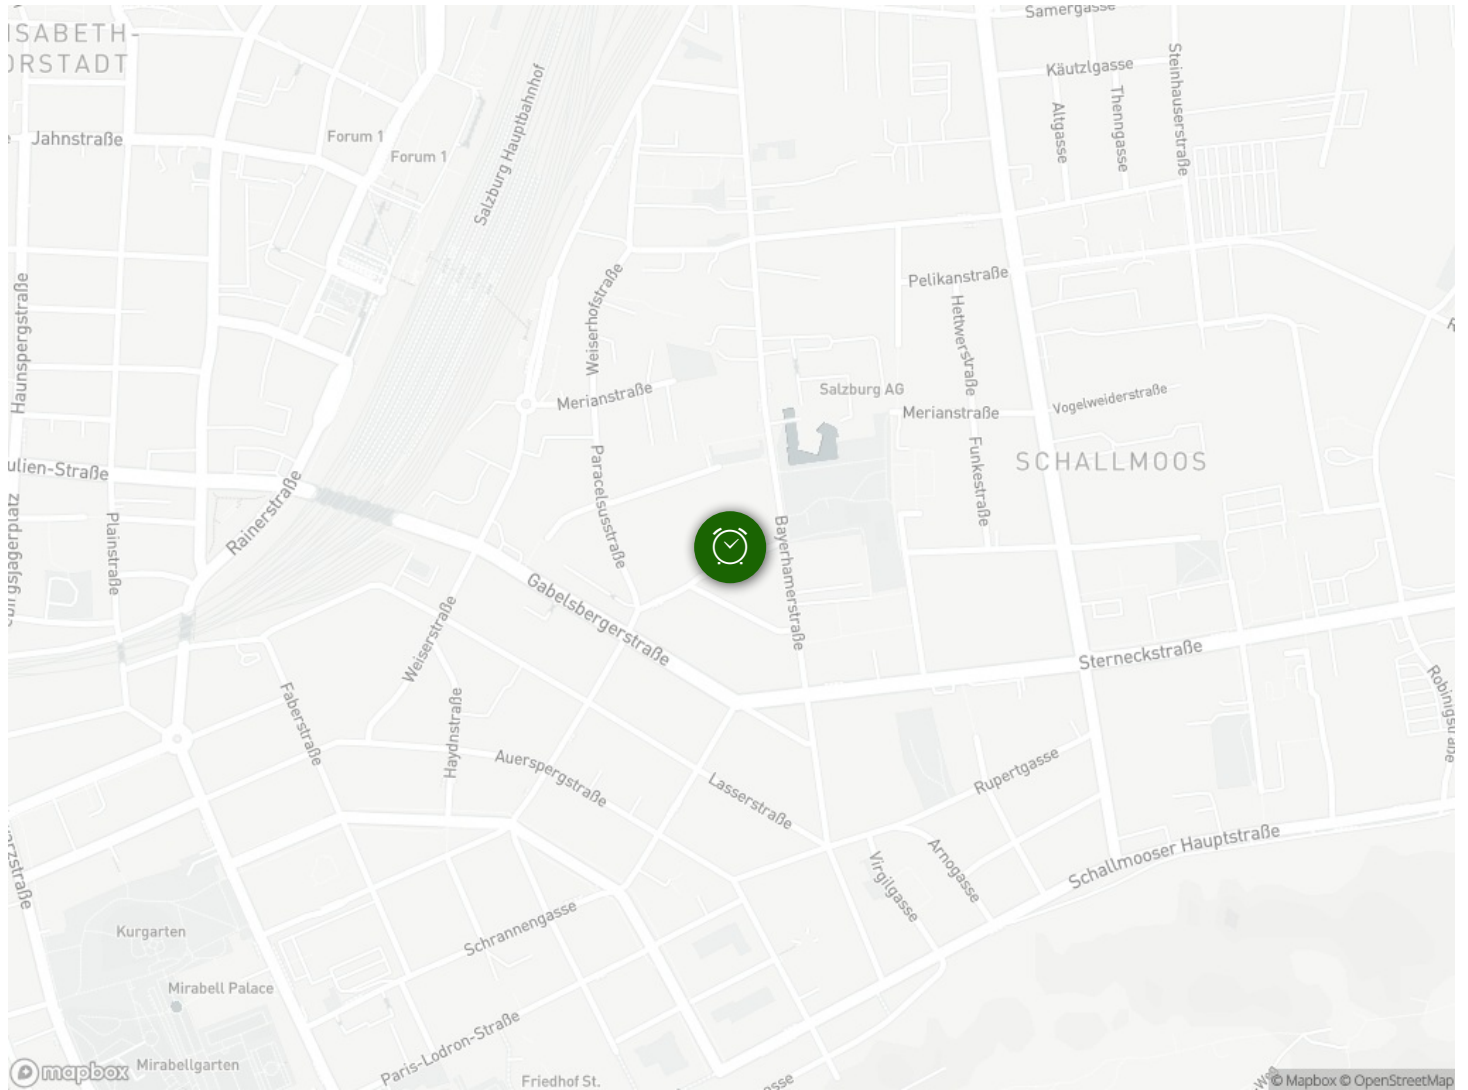 ISABETH-
ORSTADT
Samergasse
Käutzlgasse
Steinhauserstraße
Thenngasse
Altgasse
Jahnstraße
Forum 1
Forum 1
Salzburg Hauptbahnhof
Haunspergstraße
Weiserhofstraße
Pelikanstraße
Hettwerstraße
Merianstraße
Salzburg AG
Merianstraße
Vogelweiderstraße
SCHALLMOOS
Funkestraße
ulien-Straße
Rainerstraße
Plainstraße
Paracelsusstraße
Bayerhamerstraße
Gabelsbergerstraße
Weiserstraße
Sterneckstraße
Faberstraße
Haydnstraße
Auerspergstraße
Lasserstraße
Rupertgasse
Arnogasse
Virgilgasse
Schallmooser Hauptstraße
Schrannengasse
Kurgarten
Mirabell Palace
Mirabellgarten
Paris-Lodron-Straße
Friedhof St.
mapbox
© Mapbox © OpenStreetMap